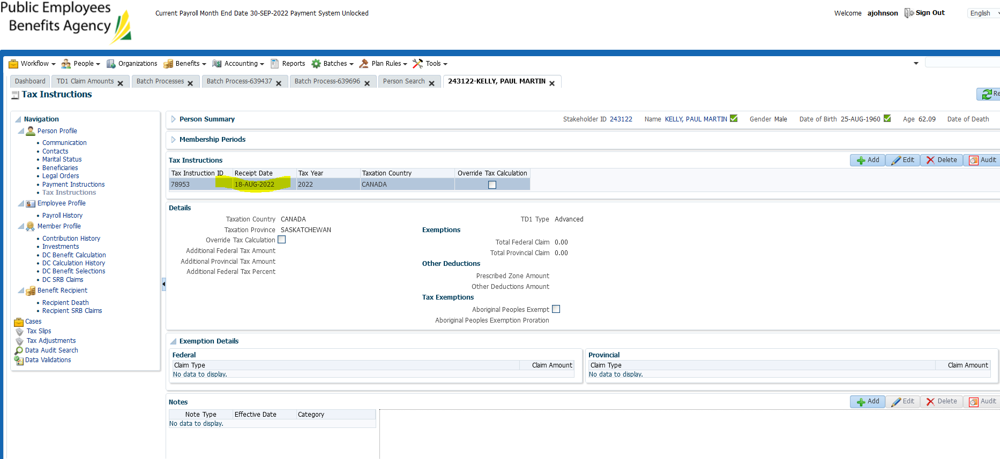 Public Employees
Benefits Agency
Current Payroll Month End Date 30-SEP-2022 Payment System Unlocked
Welcome ajohnson Sign Out English
Workflow People Organizations Benefits Accounting Reports Batches Plan Rules Tools
Dashboard TD1 Claim Amounts Batch Processes Batch Process-639437 Batch Process-639696 Person Search 243122-KELLY, PAUL MARTIN
Tax Instructions Re
Navigation
Person Profile
Communication
Contacts
Marital Status
Beneficiaries
Legal Orders
Payment Instructions
Tax Instructions
Employee Profile
Payroll History
Member Profile
Contribution History
Investments
DC Benefit Calculation
DC Calculation History
DC Benefit Selections
DC SRB Claims
Benefit Recipient
Recipient Death
Recipient SRB Claims
Cases
Tax Slips
Tax Adjustments
Data Audit Search
Data Validations
Person Summary Stakeholder ID 243122 Name KELLY, PAUL MARTIN Gender Male Date of Birth 25-AUG-1960 Age 62.09 Date of Death
Membership Periods
Tax Instructions Add Edit Delete Audit
Tax Instruction ID Receipt Date Tax Year Taxation Country Override Tax Calculation
78953 18-AUG-2022 2022 CANADA
Details
Taxation Country CANADA
Taxation Province SASKATCHEWAN
Override Tax Calculation
Additional Federal Tax Amount
Additional Provincial Tax Amount
Additional Federal Tax Percent
TD1 Type Advanced
Exemptions
Total Federal Claim 0.00
Total Provincial Claim 0.00
Other Deductions
Prescribed Zone Amount
Other Deductions Amount
Tax Exemptions
Aboriginal Peoples Exempt
Aboriginal Peoples Exemption Proration
Exemption Details
Federal
Claim Type Claim Amount
No data to display.
Provincial
Claim Type Claim Amount
No data to display.
Notes Add Edit Delete Audit
Note Type Effective Date Category
No data to display.